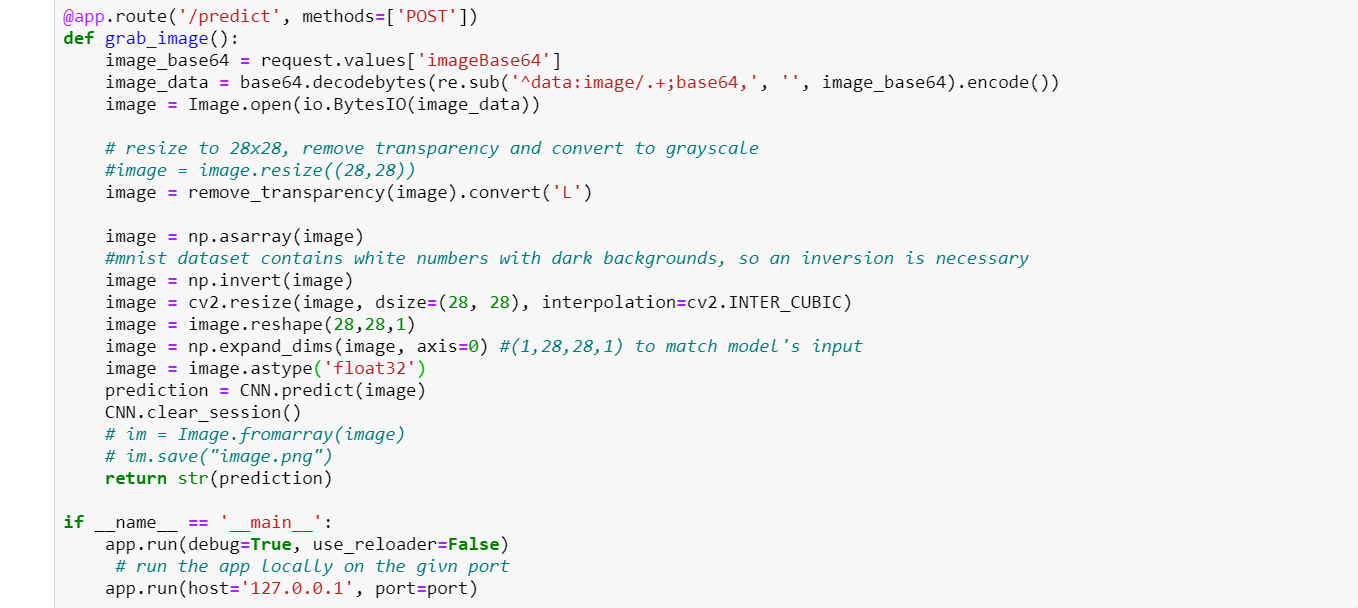 @app.route('/predict', methods=['POST'])
def grab_image():
    image_base64 = request.values['imageBase64']
    image_data = base64.decodebytes(re.sub('^data:image/.+;base64,', '', image_base64).encode())
    image = Image.open(io.BytesIO(image_data))
    # resize to 28x28, remove transparency and convert to grayscale
    #image = image.resize((28,28))
    image = remove_transparency(image).convert('L')
    image = np.asarray(image)
    #mnist dataset contains white numbers with dark backgrounds, so an inversion is necessary
    image = np.invert(image)
    image = cv2.resize(image, dsize=(28, 28), interpolation=cv2.INTER_CUBIC)
    image = image.reshape(28,28,1)
    image = np.expand_dims(image, axis=0) #(1,28,28,1) to match model's input
    image = image.astype('float32')
    prediction = CNN.predict(image)
    CNN.clear_session()
    # im = Image.fromarray(image)
    # im.save("image.png")
    return str(prediction)
if __name__ == '__main__':
    app.run(debug=True, use_reloader=False)
     # run the app locally on the givn port
    app.run(host='127.0.0.1', port=port)